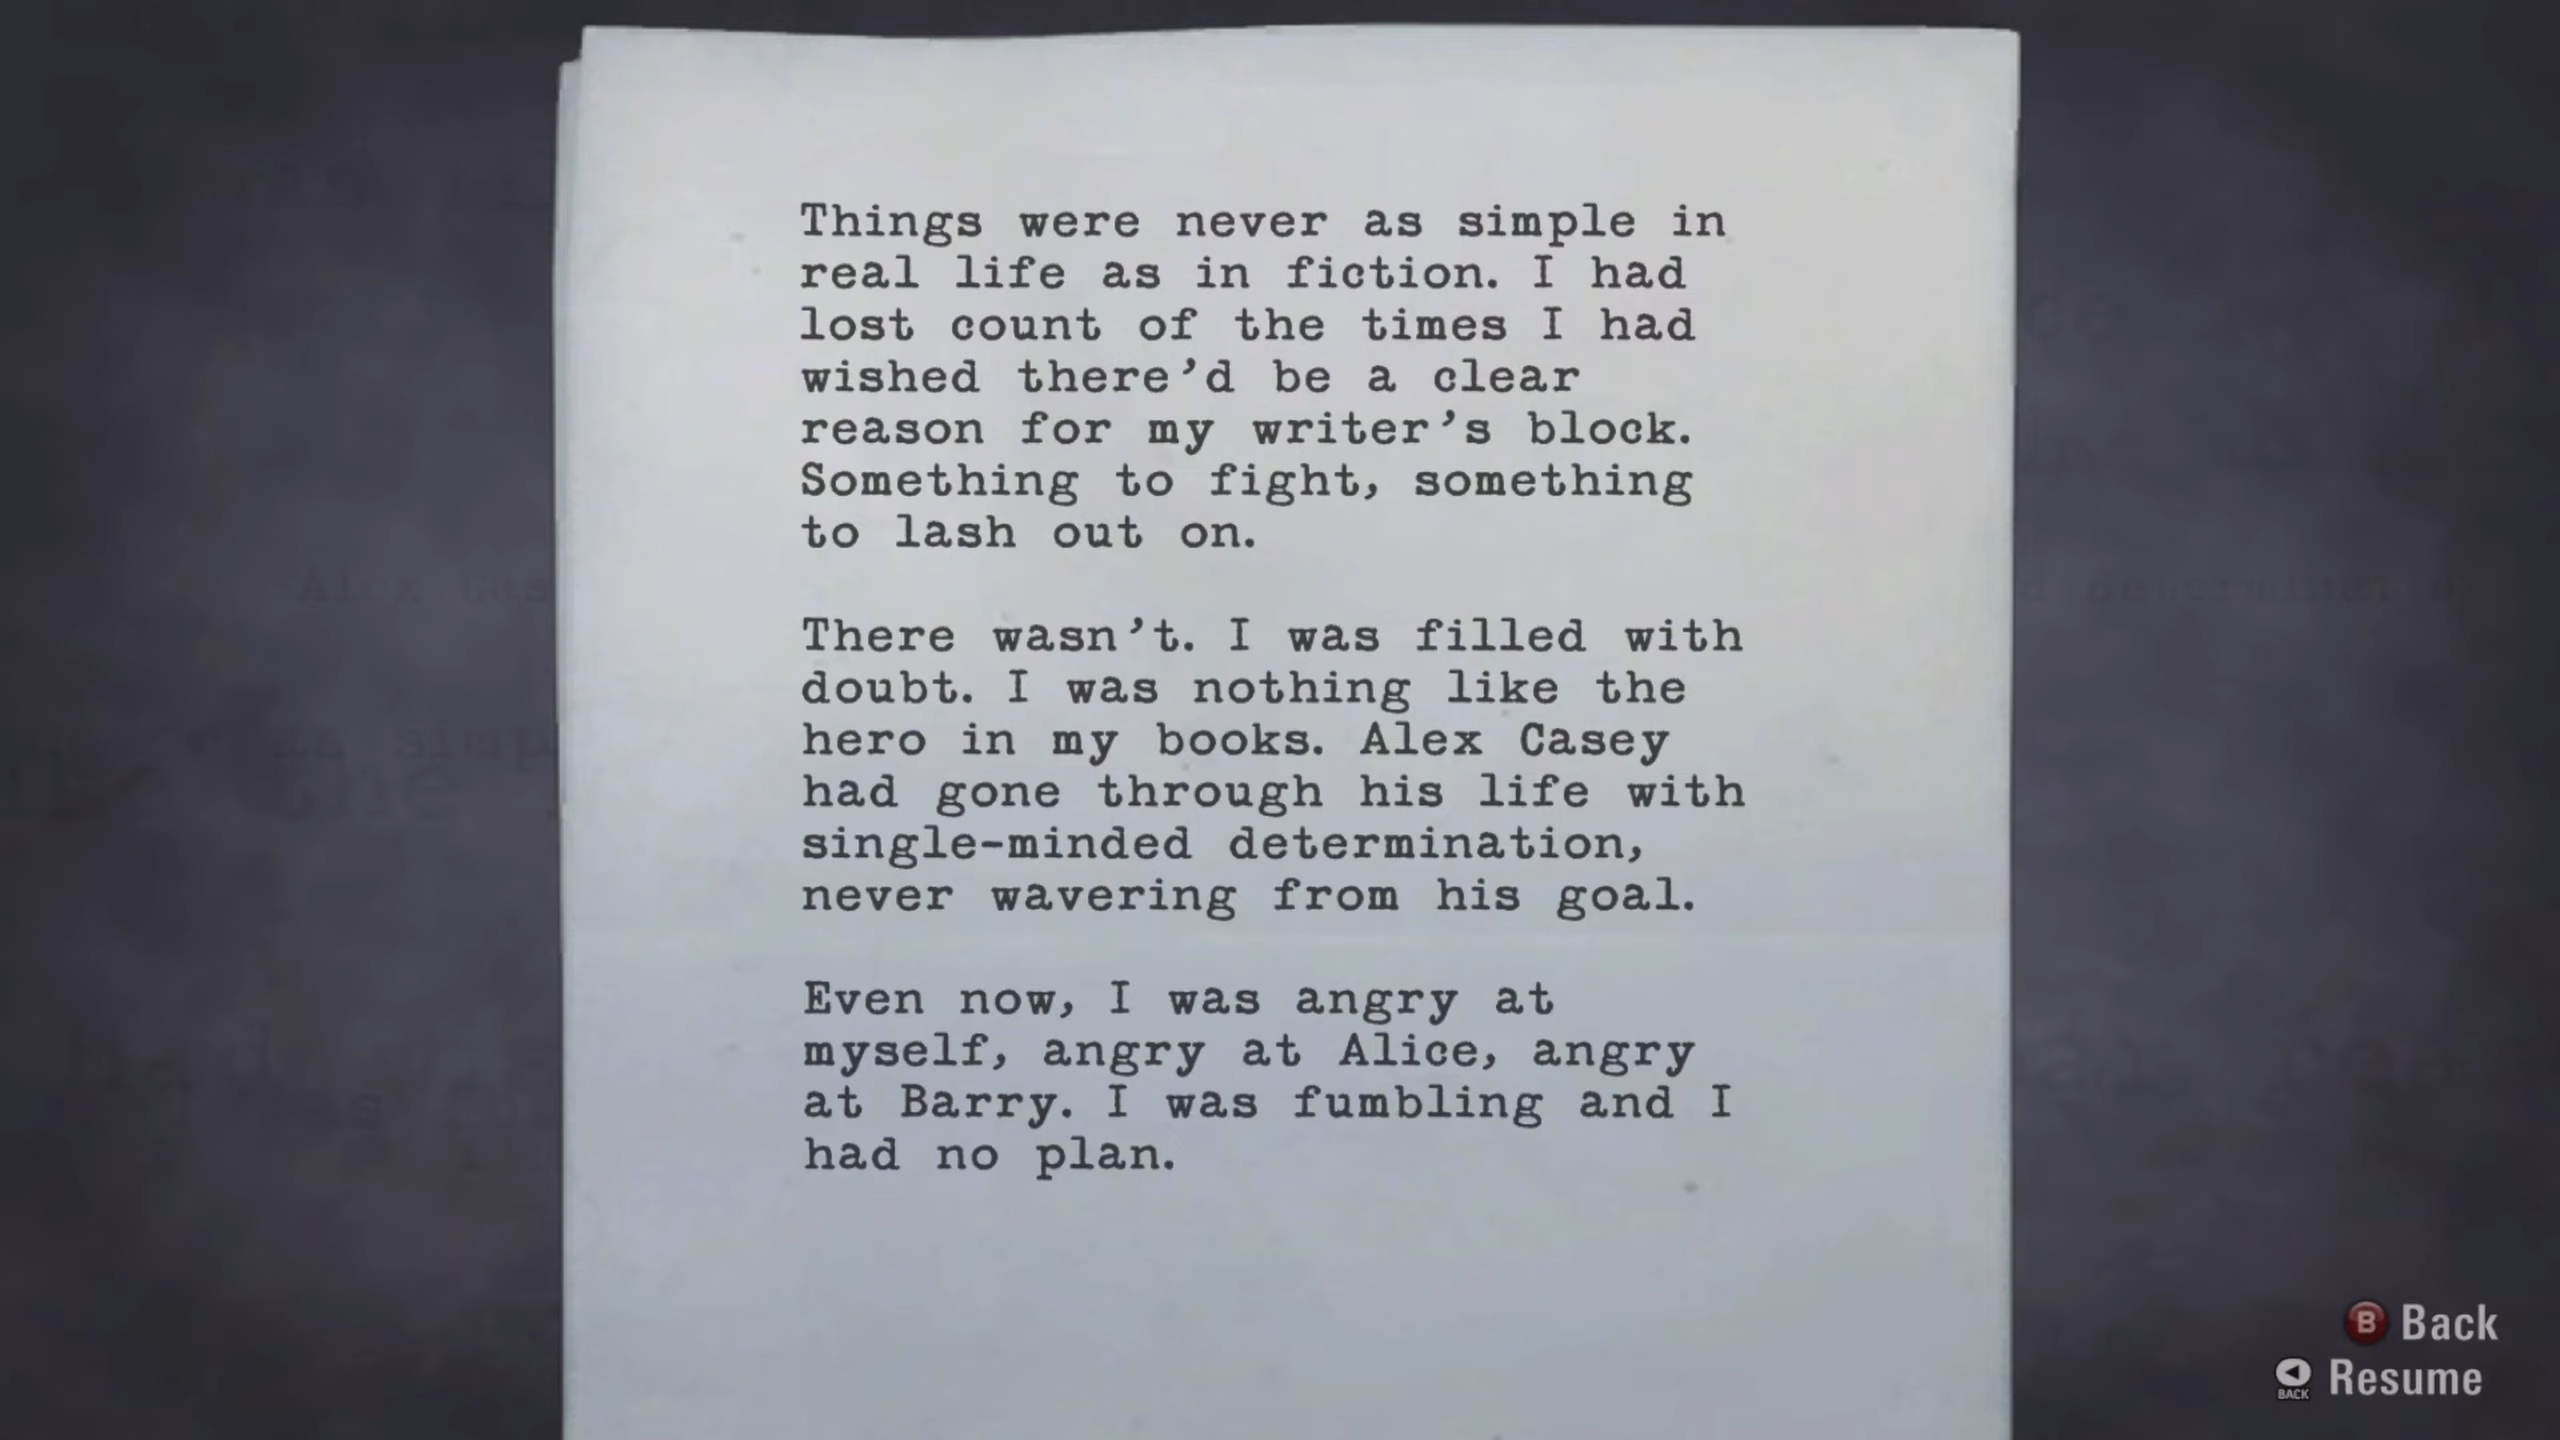 Things were never as simple in
real life as in fiction. I had
lost count of the times I had
wished there’d be a clear
reason for my writer’s block.
Something to fight, something
to lash out on.
There wasn’t. I was filled with
doubt. I was nothing like the
hero in my books. Alex Casey
had gone through his life with
single-minded determination,
never wavering from his goal.
Even now, I was angry at
myself, angry at Alice, angry
at Barry. I was fumbling and I
had no plan.
B Back
BACK Resume